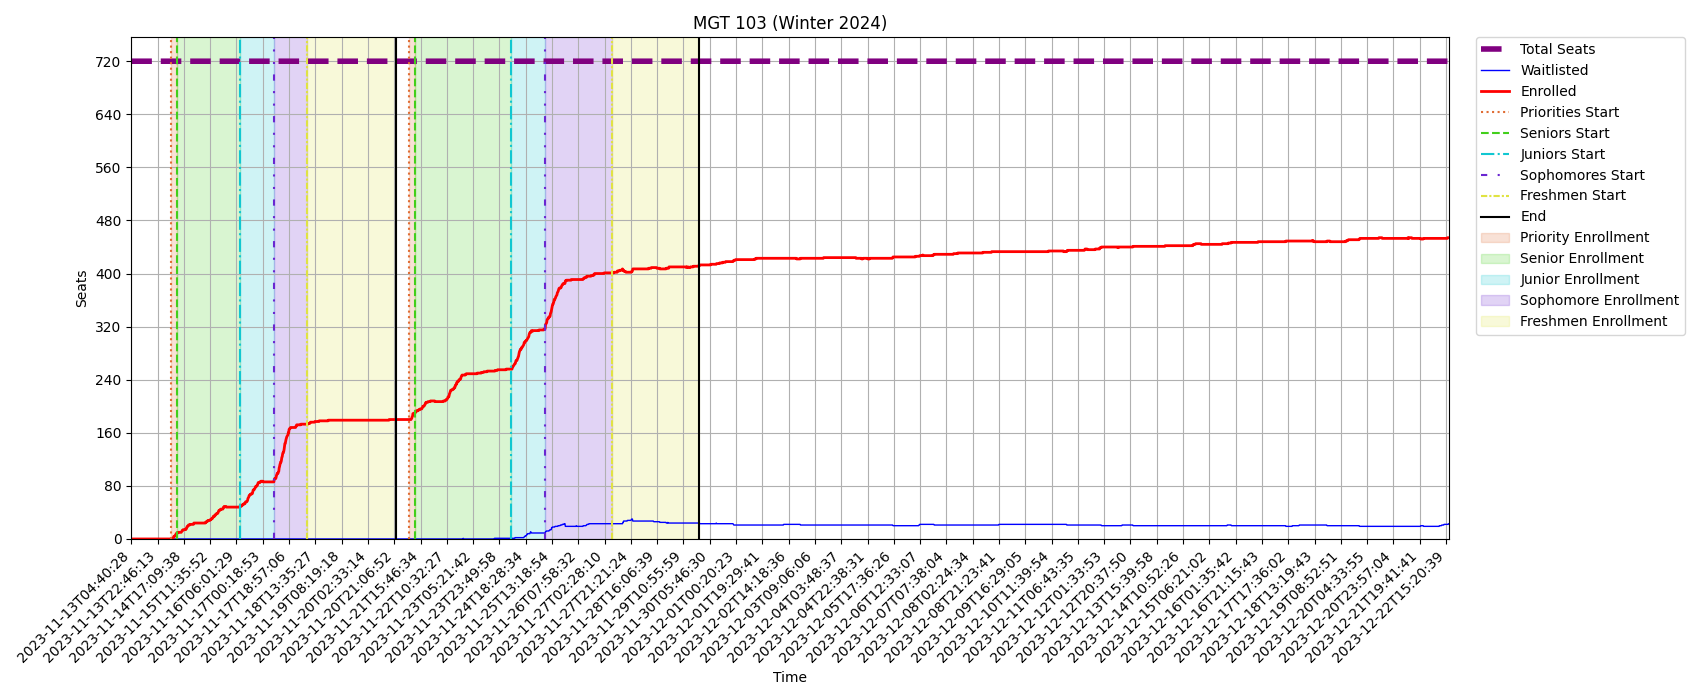 MGT 103 (Winter 2024)
Seats
720
640
560
480
400
320
240
160
80
0
2023-11-13T04:40:28
2023-11-13T22:46:13
2023-11-14T17:09:38
2023-11-15T11:35:52
2023-11-16T06:01:29
2023-11-17T00:18:53
2023-11-17T18:57:06
2023-11-18T13:35:27
2023-11-19T08:19:18
2023-11-20T02:33:14
2023-11-20T21:06:52
2023-11-21T15:46:34
2023-11-22T10:32:27
2023-11-23T05:21:42
2023-11-23T23:49:58
2023-11-24T18:28:34
2023-11-25T13:18:54
2023-11-26T07:58:32
2023-11-27T02:28:10
2023-11-27T21:21:24
2023-11-28T16:06:39
2023-11-29T10:55:59
2023-11-30T05:46:30
2023-12-01T00:20:23
2023-12-01T19:29:41
2023-12-02T14:18:36
2023-12-03T09:06:06
2023-12-04T03:48:37
2023-12-04T22:38:31
2023-12-05T17:36:26
2023-12-06T12:33:07
2023-12-07T07:38:04
2023-12-08T02:24:34
2023-12-08T21:23:41
2023-12-09T16:29:05
2023-12-10T11:39:54
2023-12-11T06:43:35
2023-12-12T01:33:53
2023-12-12T20:37:50
2023-12-13T15:39:58
2023-12-14T10:52:26
2023-12-15T06:21:02
2023-12-16T01:35:42
2023-12-16T21:15:43
2023-12-17T17:36:02
2023-12-18T13:19:43
2023-12-19T08:52:51
2023-12-20T04:33:55
2023-12-20T23:57:04
2023-12-21T19:41:41
2023-12-22T15:20:39
Time
Total Seats
Waitlisted
Enrolled
Priorities Start
Seniors Start
Juniors Start
Sophomores Start
Freshmen Start
End
Priority Enrollment
Senior Enrollment
Junior Enrollment
Sophomore Enrollment
Freshmen Enrollment